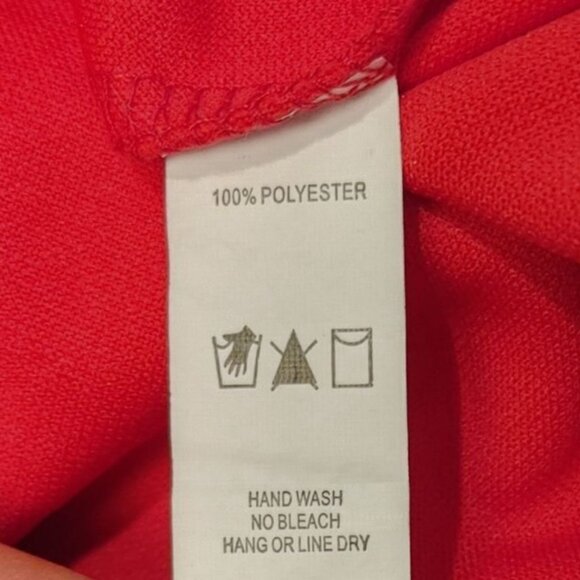 100% POLYESTER
HAND WASH
NO BLEACH
HANG OR LINE DRY